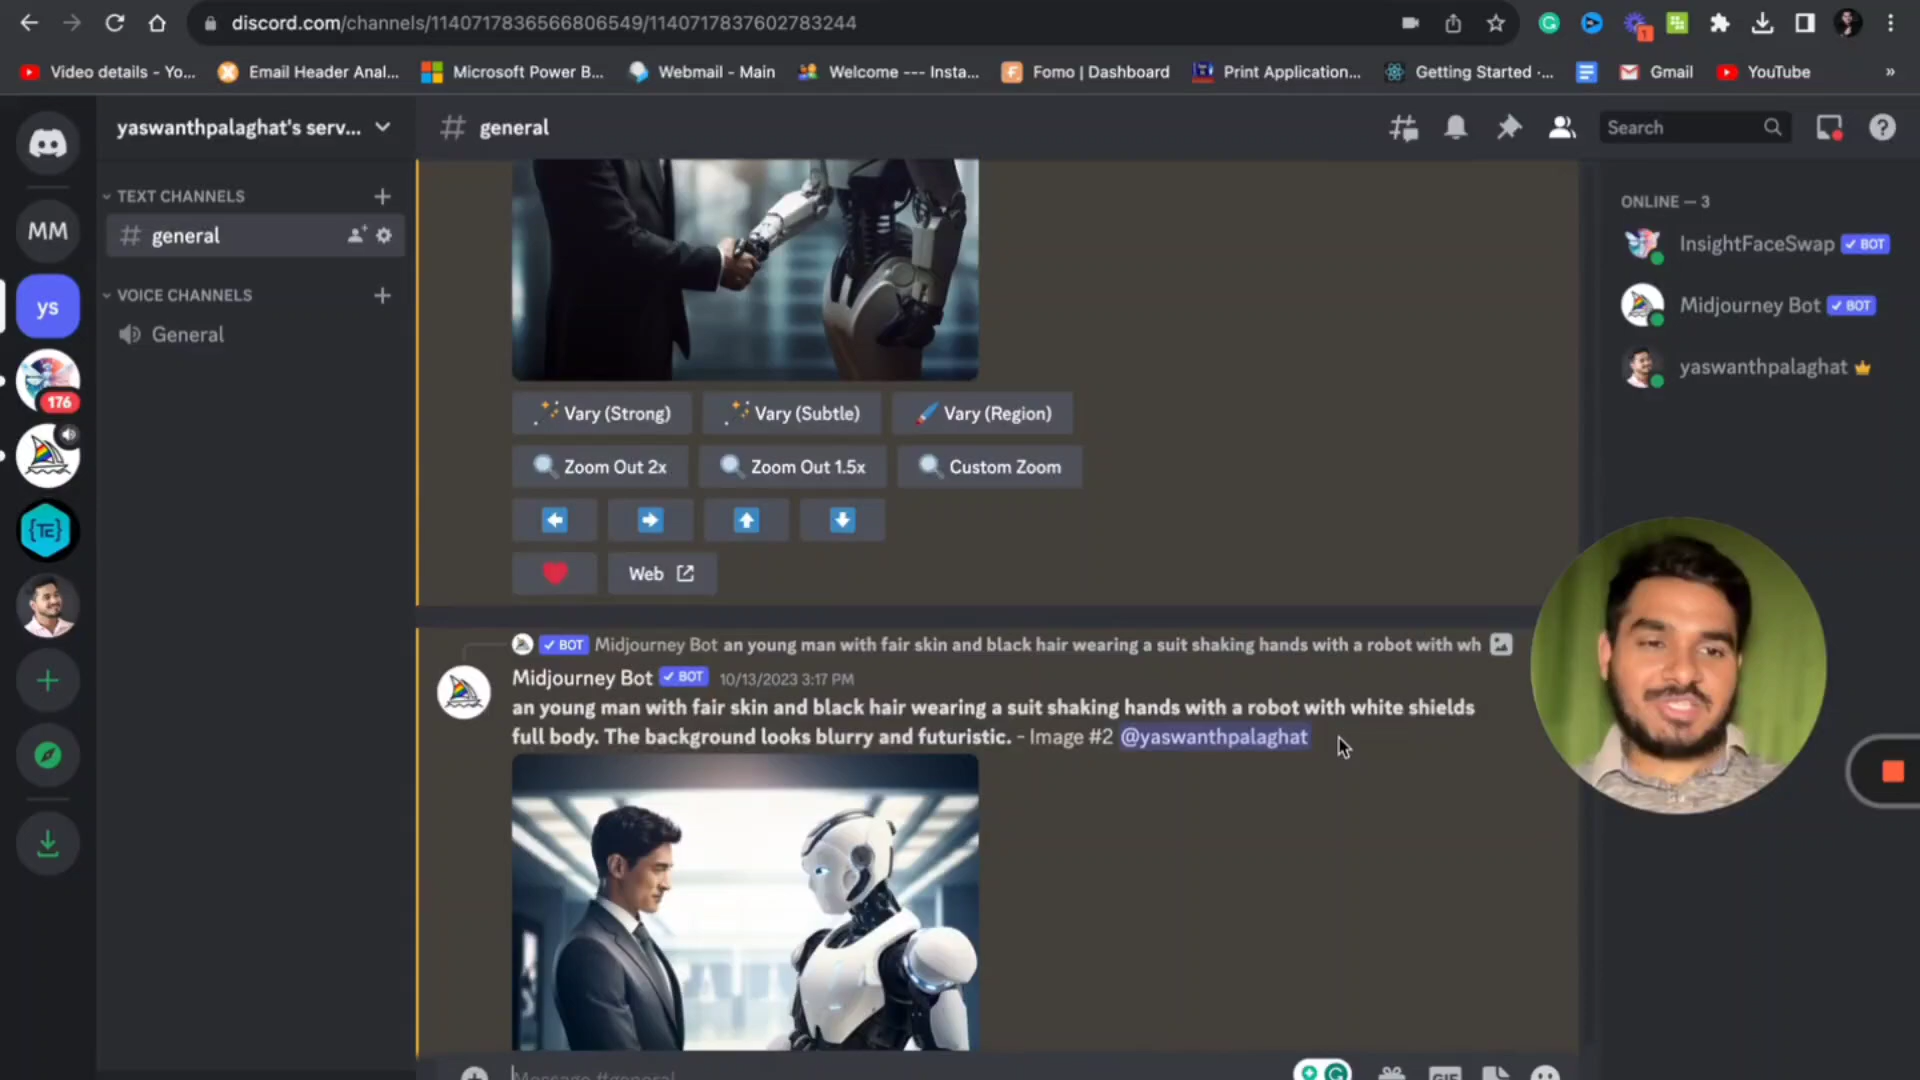 discord.com/channels/1140717836566806549/1140717837602783244
1
Video details - Yo...
Email Header Anal...
Microsoft Power B...
Webmail - Main
Welcome --- Insta...
Fomo | Dashboard
Print Application...
Getting Started -...
Gmail
YouTube
»
yaswanthpalaghat's serv...
general
Search
TEXT CHANNELS
general
VOICE CHANNELS
General
MM
ys
176
{TE}
ONLINE — 3
InsightFaceSwap BOT
Midjourney Bot BOT
yaswanthpalaghat
Vary (Strong) Vary (Subtle) Vary (Region)
Zoom Out 2x Zoom Out 1.5x Custom Zoom
Web
BOT Midjourney Bot an young man with fair skin and black hair wearing a suit shaking hands with a robot with wh
Midjourney Bot BOT 10/13/2023 3:17 PM
an young man with fair skin and black hair wearing a suit shaking hands with a robot with white shields
full body. The background looks blurry and futuristic. - Image #2 @yaswanthpalaghat
Message #general
GIF